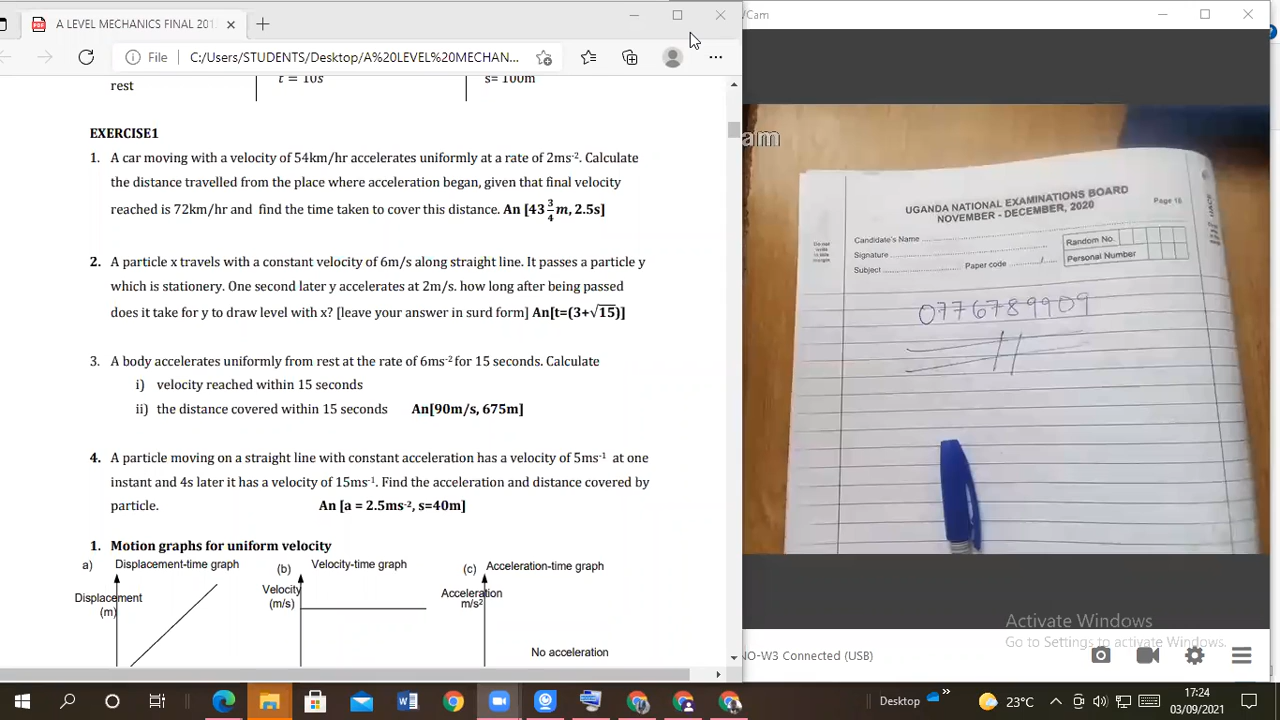 A LEVEL MECHANICS FINAL 201
File
C:/Users/STUDENTS/Desktop/A%20LEVEL%20MECHAN...
rest
t = 10s
s= 100m
EXERCISE1
1. A car moving with a velocity of 54km/hr accelerates uniformly at a rate of 2ms⁻². Calculate
the distance travelled from the place where acceleration began, given that final velocity
reached is 72km/hr and find the time taken to cover this distance. An [43 3/4 m, 2.5s]
2. A particle x travels with a constant velocity of 6m/s along straight line. It passes a particle y
which is stationery. One second later y accelerates at 2m/s. how long after being passed
does it take for y to draw level with x? [leave your answer in surd form] An[t=(3+√15)]
3. A body accelerates uniformly from rest at the rate of 6ms⁻² for 15 seconds. Calculate
i) velocity reached within 15 seconds
ii) the distance covered within 15 seconds An[90m/s, 675m]
4. A particle moving on a straight line with constant acceleration has a velocity of 5ms⁻¹ at one
instant and 4s later it has a velocity of 15ms⁻¹. Find the acceleration and distance covered by
particle. An [a = 2.5ms⁻², s=40m]
1. Motion graphs for uniform velocity
a) Displacement-time graph
Displacement
(m)
(b) Velocity-time graph
Velocity
(m/s)
(c) Acceleration-time graph
Acceleration
m/s²
No acceleration
/Cam
am
UGANDA NATIONAL EXAMINATIONS BOARD
NOVEMBER - DECEMBER, 2020
Candidate's Name
Signature
Subject
Paper code
Random No.
Personal Number
0776789909
Activate Windows
Go to Settings to activate Windows.
NO-W3 Connected (USB)
Desktop
23°C
17:24
03/09/2021